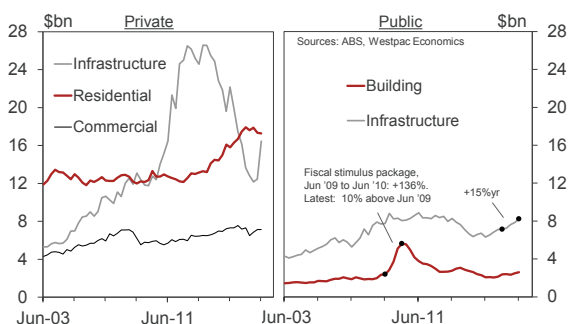 $bn Private Public $bn
Sources: ABS, Westpac Economics
Infrastructure
Residential
Commercial
Building
Infrastructure
Fiscal stimulus package,
Jun '09 to Jun '10: +136%.
Latest: 10% above Jun '09
+15%yr
28 28
24 24
20 20
16 16
12 12
8 8
4 4
0 0
Jun-03 Jun-11 Jun-03 Jun-11